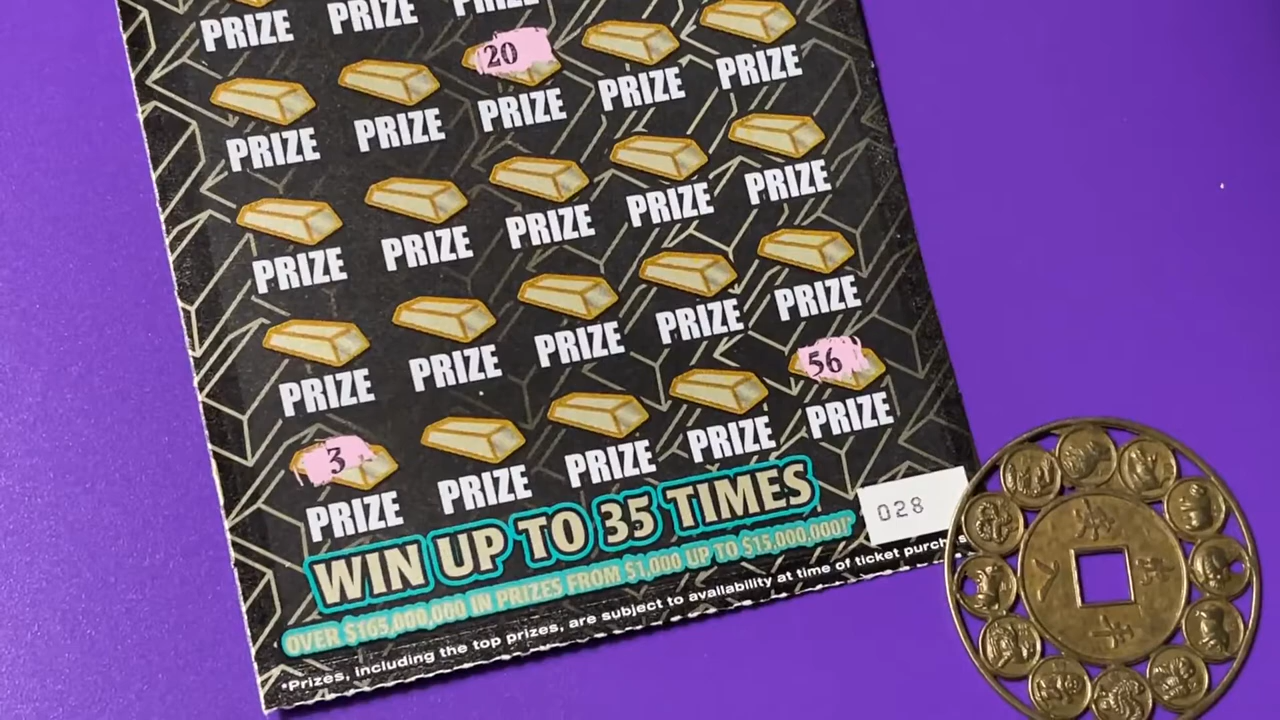 PRIZE PRIZE PRIZE
20
PRIZE PRIZE PRIZE PRIZE PRIZE
PRIZE PRIZE PRIZE PRIZE PRIZE
56
PRIZE PRIZE PRIZE PRIZE PRIZE
3
PRIZE PRIZE PRIZE PRIZE PRIZE
WIN UP TO 35 TIMES
028
OVER $165,000,000 IN PRIZES FROM $1,000 UP TO $15,000,000!*
*Prizes, including the top prizes, are subject to availability at time of ticket